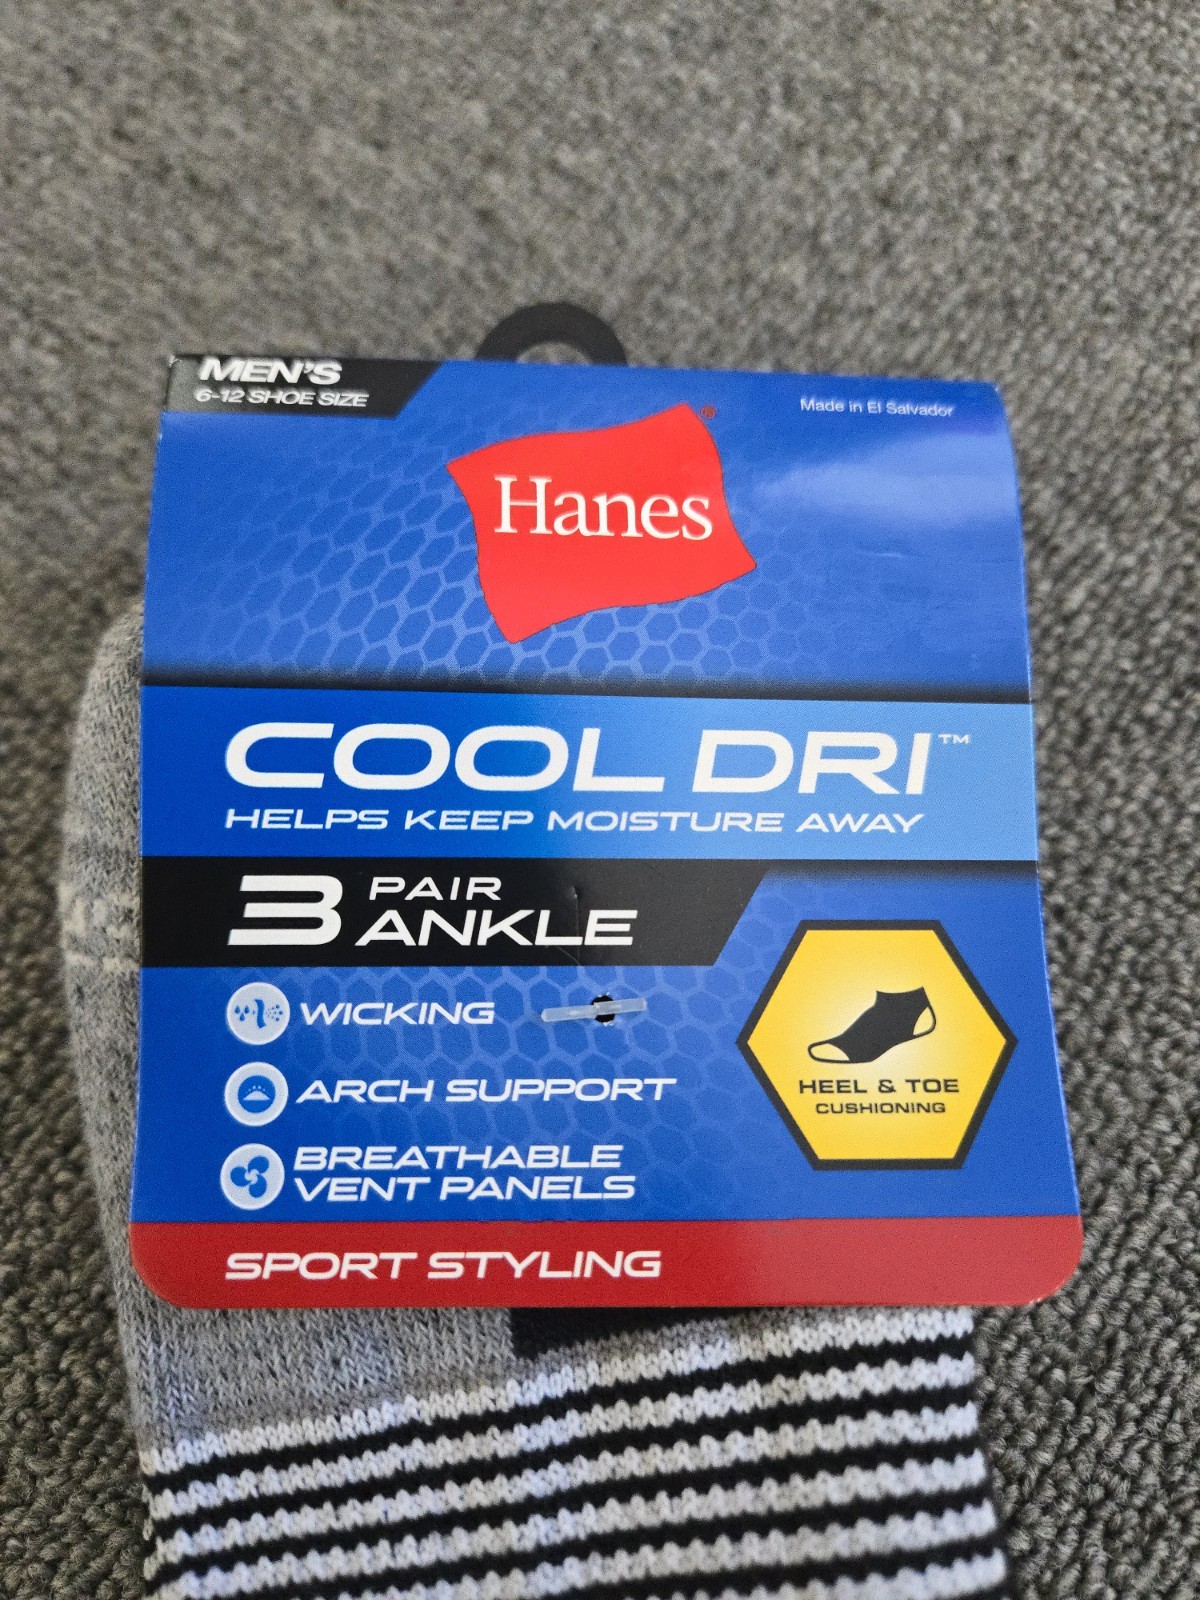 MEN'S
6-12 SHOE SIZE
Made in El Salvador
Hanes®
COOL DRI™
HELPS KEEP MOISTURE AWAY
3 PAIR
ANKLE
WICKING
ARCH SUPPORT
BREATHABLE
VENT PANELS
HEEL & TOE
CUSHIONING
SPORT STYLING